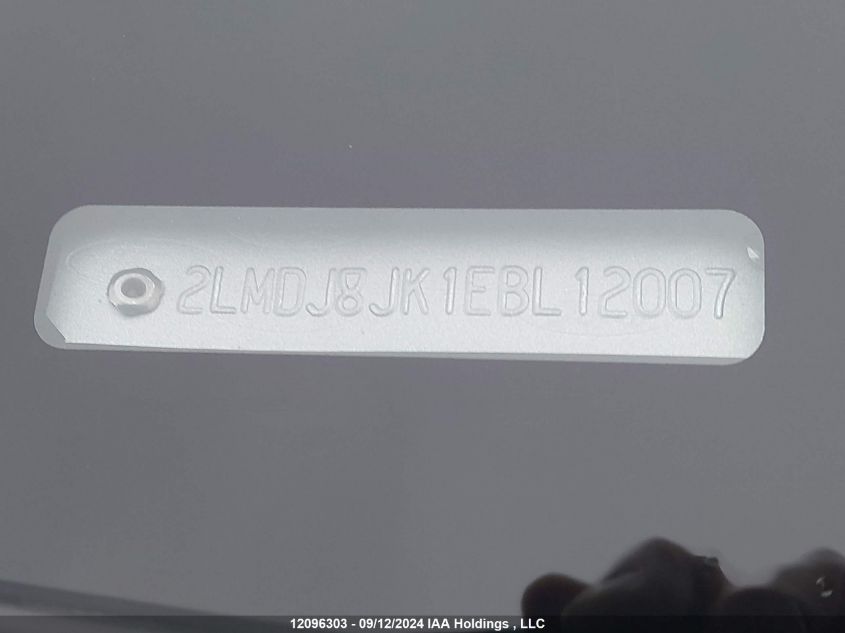 2LMDJ8JK1EBL12007
12096303 - 09/12/2024 IAA Holdings , LLC